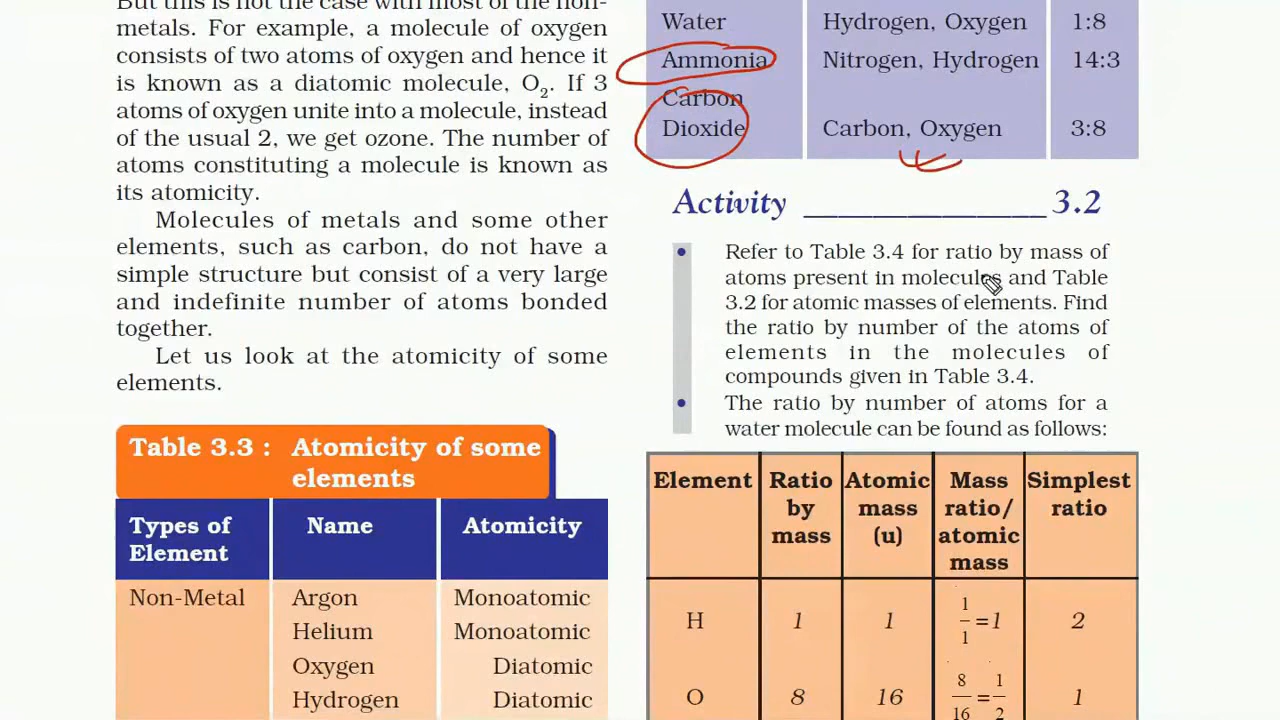 But this is not the case with most of the non-
metals. For example, a molecule of oxygen
consists of two atoms of oxygen and hence it
is known as a diatomic molecule, O₂. If 3
atoms of oxygen unite into a molecule, instead
of the usual 2, we get ozone. The number of
atoms constituting a molecule is known as
its atomicity.
Molecules of metals and some other
elements, such as carbon, do not have a
simple structure but consist of a very large
and indefinite number of atoms bonded
together.
Let us look at the atomicity of some
elements.
Table 3.3 : Atomicity of some
elements
Types of Element Name Atomicity
Non-Metal Argon Monoatomic
Helium Monoatomic
Oxygen Diatomic
Hydrogen Diatomic
Water Hydrogen, Oxygen 1:8
Ammonia Nitrogen, Hydrogen 14:3
Carbon
Dioxide Carbon, Oxygen 3:8
Activity ______________ 3.2
• Refer to Table 3.4 for ratio by mass of
atoms present in molecules and Table
3.2 for atomic masses of elements. Find
the ratio by number of the atoms of
elements in the molecules of
compounds given in Table 3.4.
• The ratio by number of atoms for a
water molecule can be found as follows:
Element Ratio by mass Atomic mass (u) Mass ratio/ atomic mass Simplest ratio
H 1 1 1/1 =1 2
O 8 16 8/16 = 1/2 1